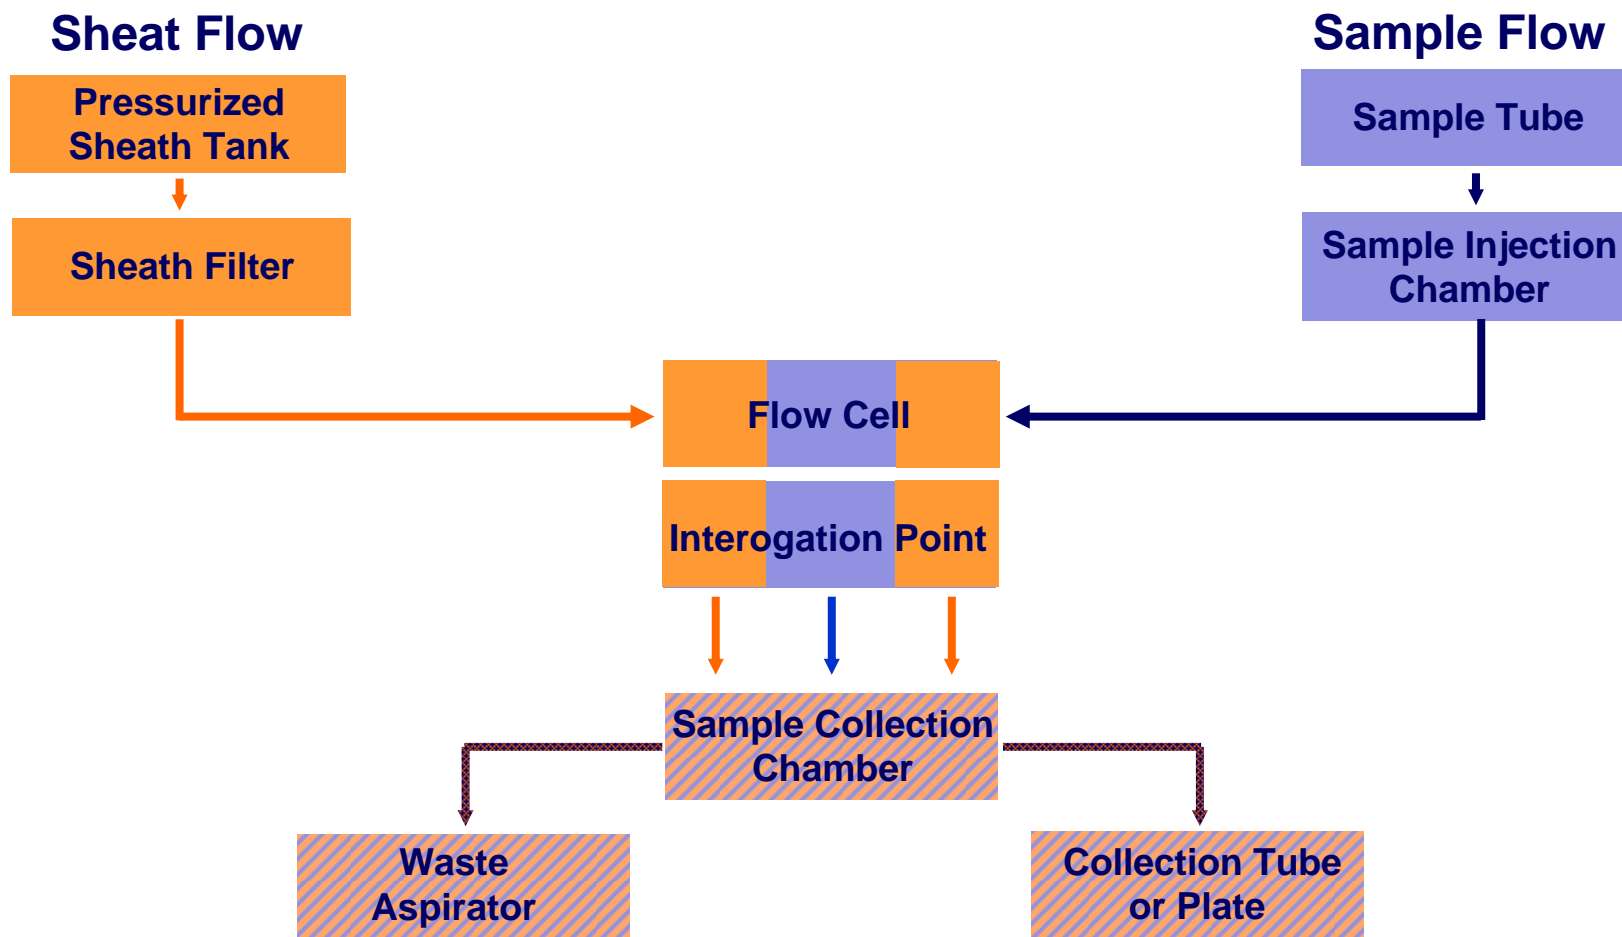 Sheat Flow
Sample Flow
Pressurized
Sheath Tank
Sample Tube
Sheath Filter
Sample Injection
Chamber
Flow Cell
Interogation Point
Sample Collection
Chamber
Waste
Aspirator
Collection Tube
or Plate